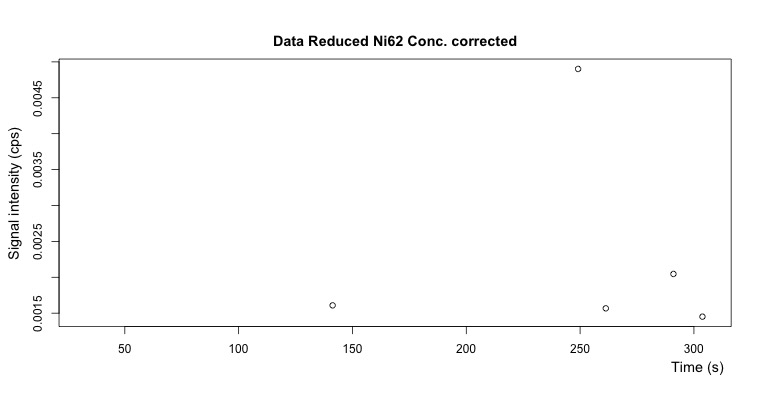 Data Reduced Ni62 Conc. corrected
Signal intensity (cps)
0.0045
0.0035
0.0025
0.0015
50 100 150 200 250 300
Time (s)